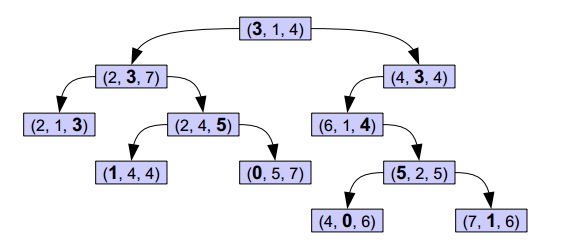 (3, 1, 4)
(2, 3, 7)
(4, 3, 4)
(2, 1, 3)
(2, 4, 5)
(6, 1, 4)
(1, 4, 4)
(0, 5, 7)
(5, 2, 5)
(4, 0, 6)
(7, 1, 6)